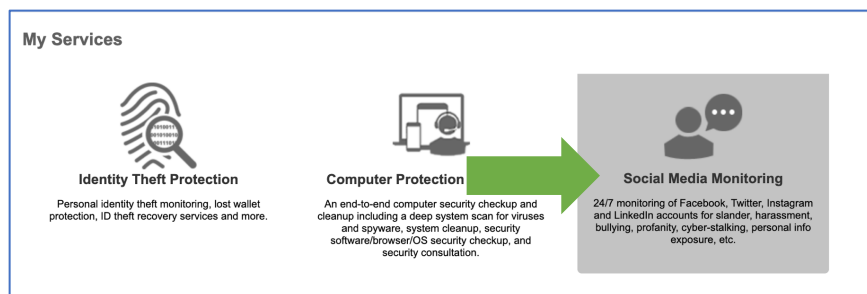 My Services
1010011
001010010
0011101
Identity Theft Protection
Personal identity theft monitoring, lost wallet
protection, ID theft recovery services and more.
Computer Protection
An end-to-end computer security checkup and
cleanup including a deep system scan for viruses
and spyware, system cleanup, security
software/browser/OS security checkup, and
security consultation.
Social Media Monitoring
24/7 monitoring of Facebook, Twitter, Instagram
and LinkedIn accounts for slander, harassment,
bullying, profanity, cyber-stalking, personal info
exposure, etc.